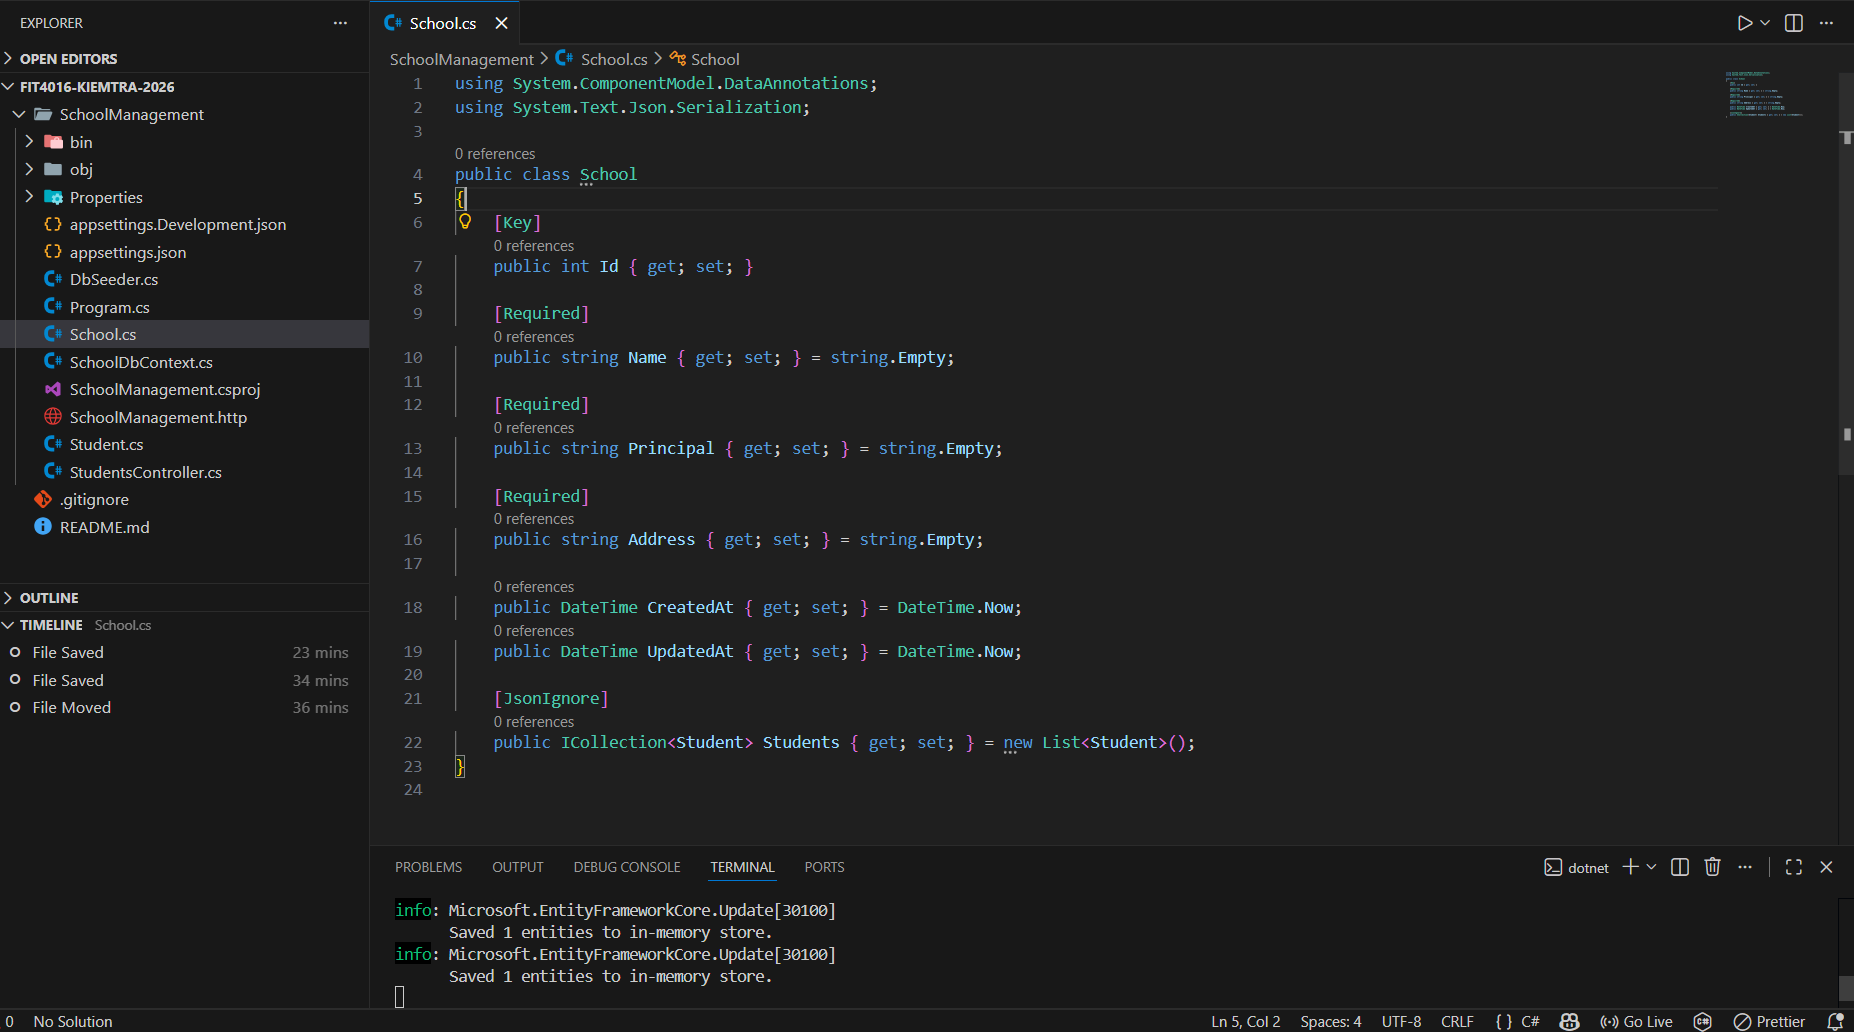 EXPLORER
OPEN EDITORS
FIT4016-KIEMTRA-2026
SchoolManagement
bin
obj
Properties
appsettings.Development.json
appsettings.json
DbSeeder.cs
Program.cs
School.cs
SchoolDbContext.cs
SchoolManagement.csproj
SchoolManagement.http
Student.cs
StudentsController.cs
.gitignore
README.md
OUTLINE
TIMELINE School.cs
File Saved 23 mins
File Saved 34 mins
File Moved 36 mins
School.cs
SchoolManagement > School.cs > School
1 using System.ComponentModel.DataAnnotations;
2 using System.Text.Json.Serialization;
3
0 references
4 public class School
5 {
6 [Key]
0 references
7 public int Id { get; set; }
8
9 [Required]
0 references
10 public string Name { get; set; } = string.Empty;
11
12 [Required]
0 references
13 public string Principal { get; set; } = string.Empty;
14
15 [Required]
0 references
16 public string Address { get; set; } = string.Empty;
17
0 references
18 public DateTime CreatedAt { get; set; } = DateTime.Now;
0 references
19 public DateTime UpdatedAt { get; set; } = DateTime.Now;
20
21 [JsonIgnore]
0 references
22 public ICollection<Student> Students { get; set; } = new List<Student>();
23 }
24
PROBLEMS OUTPUT DEBUG CONSOLE TERMINAL PORTS
dotnet
info: Microsoft.EntityFrameworkCore.Update[30100]
Saved 1 entities to in-memory store.
info: Microsoft.EntityFrameworkCore.Update[30100]
Saved 1 entities to in-memory store.
0 No Solution
Ln 5, Col 2 Spaces: 4 UTF-8 CRLF { } C# Go Live Prettier